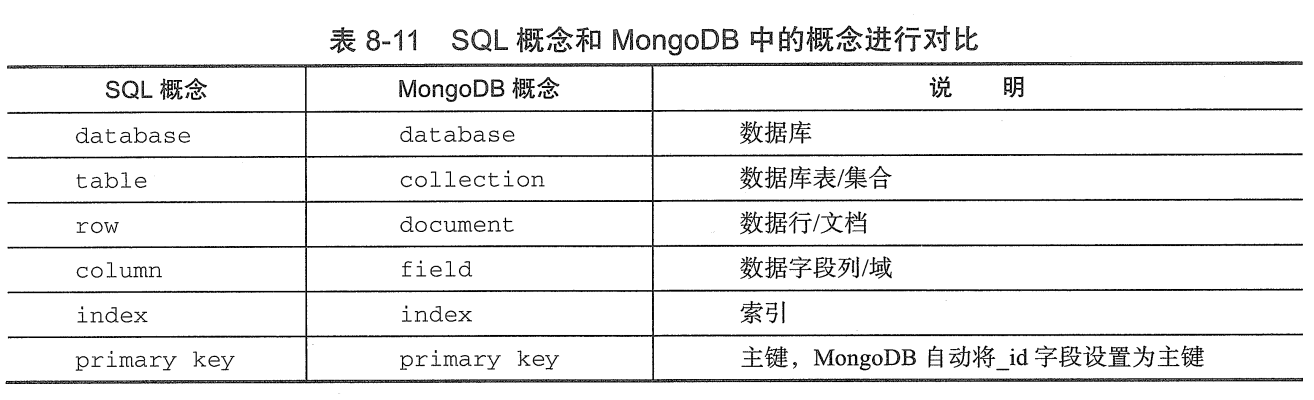 表 8-11 SQL 概念和 MongoDB 中的概念进行对比
SQL 概念 MongoDB 概念 说 明
database database 数据库
table collection 数据库表/集合
row document 数据行/文档
column field 数据字段列/域
index index 索引
primary key primary key 主键，MongoDB 自动将_id 字段设置为主键